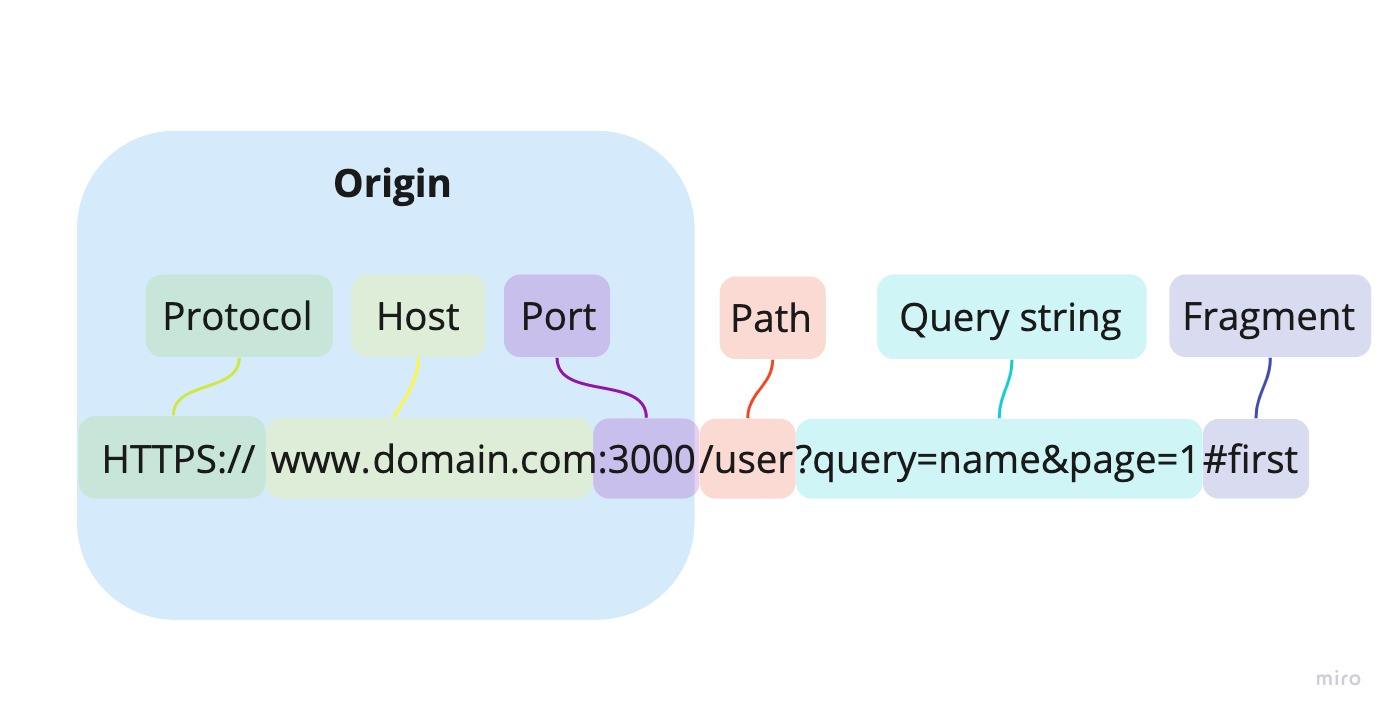 Origin
Protocol Host Port Path Query string Fragment
HTTPS:// www.domain.com:3000/user?query=name&page=1#first
miro